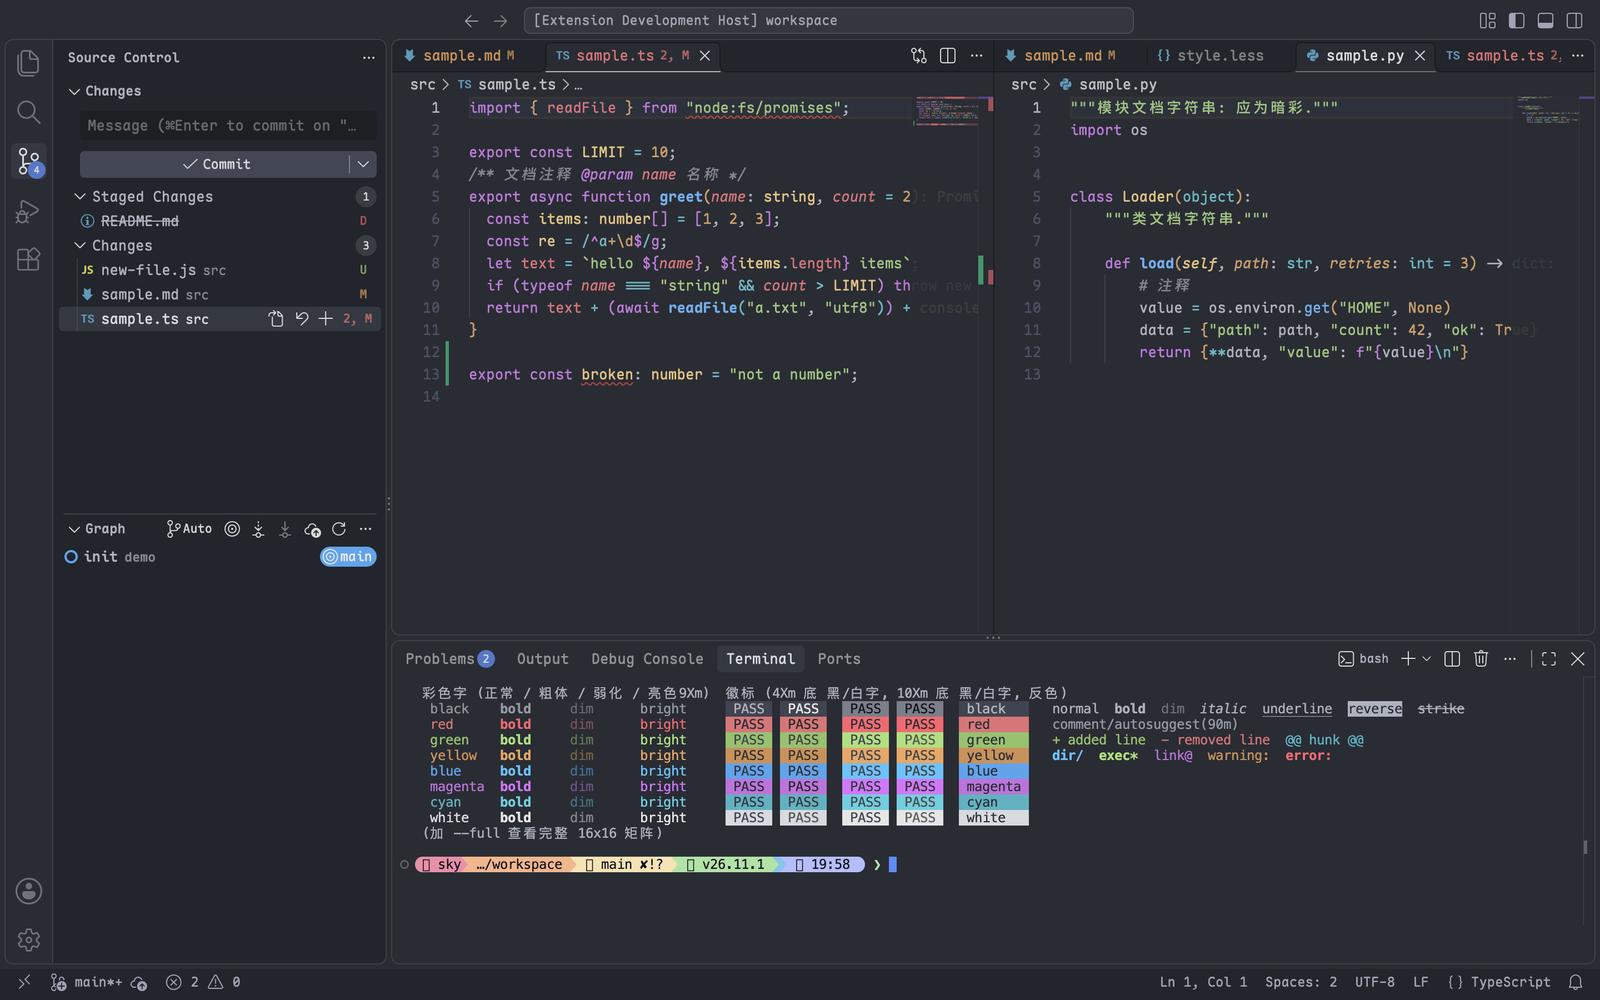 [Extension Development Host] workspace
Source Control
Changes
Message (⌘Enter to commit on "…
Commit
Staged Changes 1
README.md D
Changes 3
new-file.js src U
sample.md src M
sample.ts src 2, M
4
Graph Auto
init demo main
sample.md M
TS sample.ts 2, M
src > TS sample.ts > …
1 import { readFile } from "node:fs/promises";
2
3 export const LIMIT = 10;
4 /** 文档注释 @param name 名称 */
5 export async function greet(name: string, count = 2): Promi
6 const items: number[] = [1, 2, 3];
7 const re = /^a+\d$/g;
8 let text = `hello ${name}, ${items.length} items`;
9 if (typeof name === "string" && count > LIMIT) throw new
10 return text + (await readFile("a.txt", "utf8")) + console
11 }
12
13 export const broken: number = "not a number";
14
sample.md M
{} style.less
sample.py
TS sample.ts 2,
src > sample.py
1 """模块文档字符串: 应为暗彩."""
2 import os
3
4
5 class Loader(object):
6 """类文档字符串."""
7
8 def load(self, path: str, retries: int = 3) -> dict:
9 # 注释
10 value = os.environ.get("HOME", None)
11 data = {"path": path, "count": 42, "ok": True}
12 return {**data, "value": f"{value}\n"}
13
Problems 2 Output Debug Console Terminal Ports
bash
彩色字 (正常 / 粗体 / 弱化 / 亮色9Xm) 徽标 (4Xm 底 黑/白字, 10Xm 底 黑/白字, 反色)
black bold dim bright PASS PASS PASS PASS black normal bold dim italic underline reverse strike
red bold dim bright PASS PASS PASS PASS red comment/autosuggest(90m)
green bold dim bright PASS PASS PASS PASS green + added line - removed line @@ hunk @@
yellow bold dim bright PASS PASS PASS PASS yellow dir/ exec* link@ warning: error:
blue bold dim bright PASS PASS PASS PASS blue
magenta bold dim bright PASS PASS PASS PASS magenta
cyan bold dim bright PASS PASS PASS PASS cyan
white bold dim bright PASS PASS PASS PASS white
(加 --full 查看完整 16x16 矩阵)
sky …/workspace main ✘!? v26.11.1 19:58 ❯
main*+ 2 0
Ln 1, Col 1 Spaces: 2 UTF-8 LF {} TypeScript